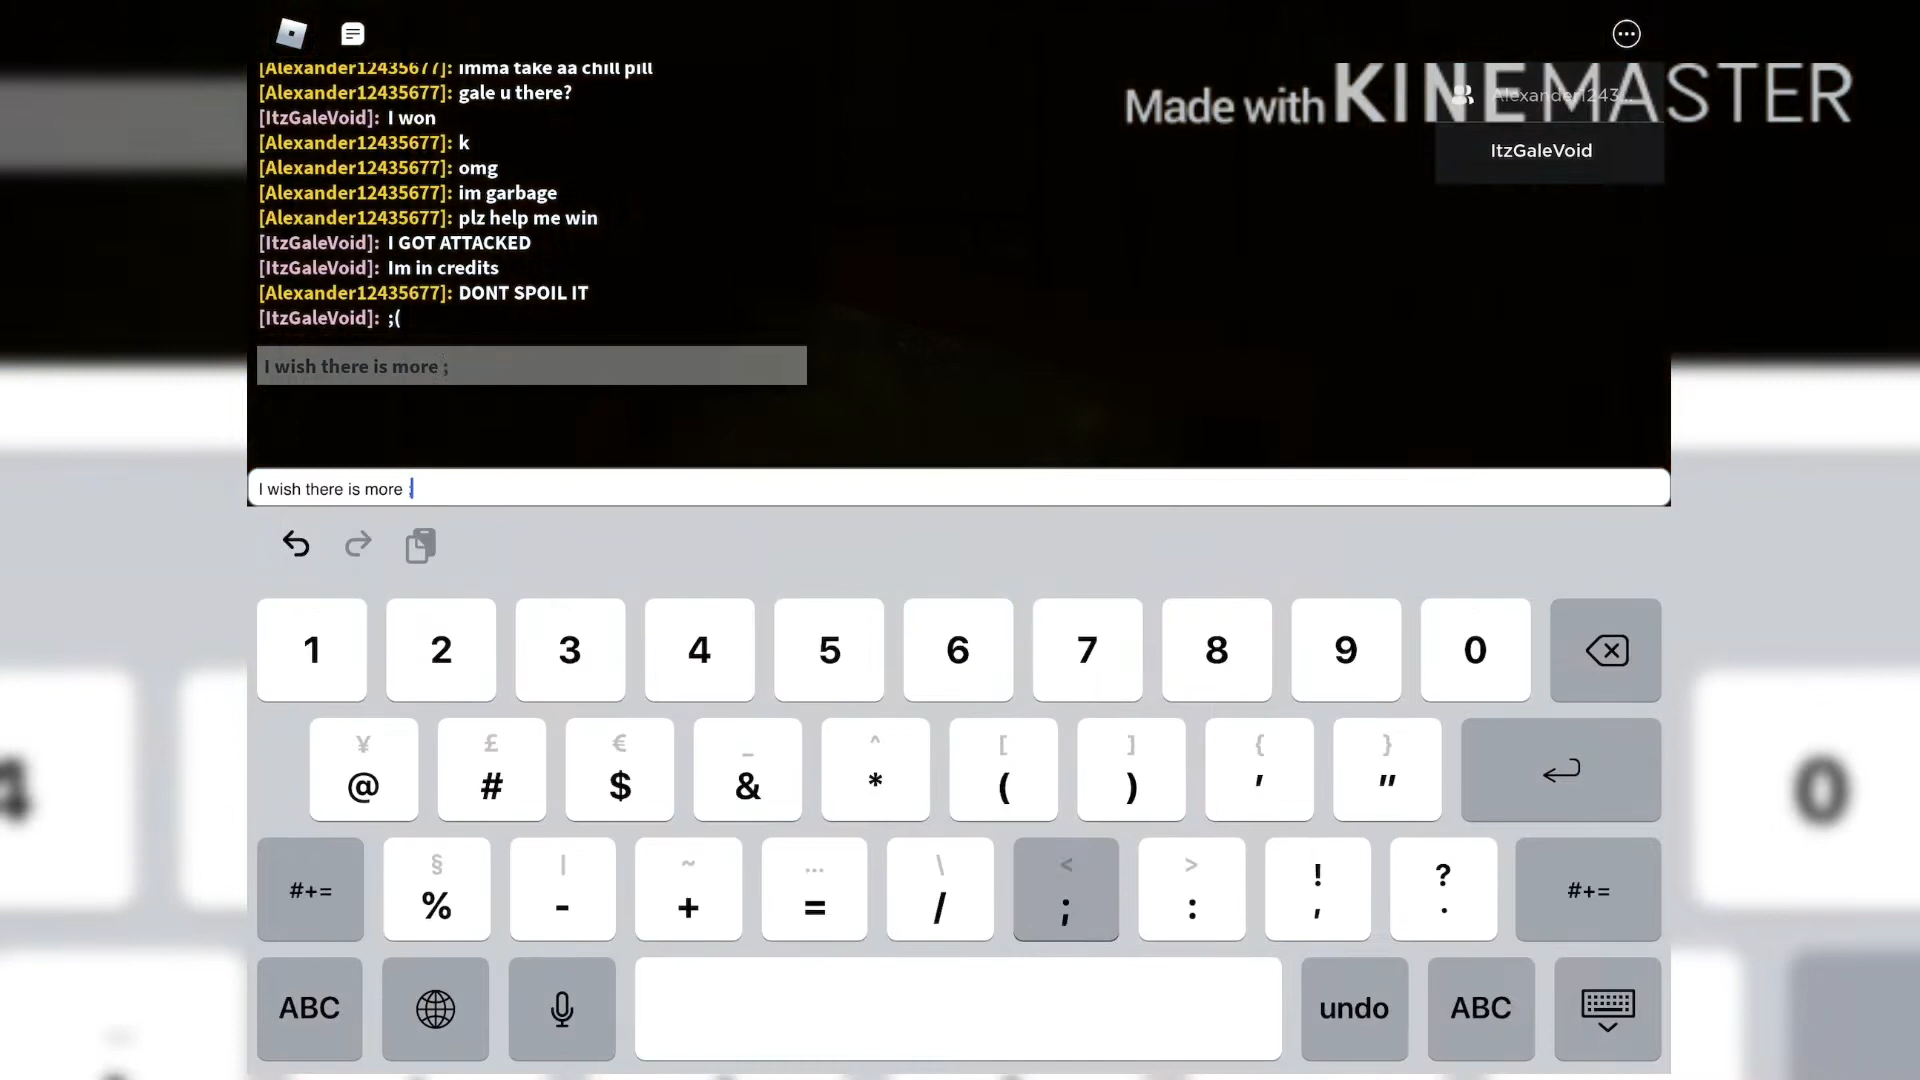 [Alexander12435677]: imma take aa chill pill
[Alexander12435677]: gale u there?
[ItzGaleVoid]: I won
[Alexander12435677]: k
[Alexander12435677]: omg
[Alexander12435677]: im garbage
[Alexander12435677]: plz help me win
[ItzGaleVoid]: I GOT ATTACKED
[ItzGaleVoid]: Im in credits
[Alexander12435677]: DONT SPOIL IT
[ItzGaleVoid]: ;(
Made with KINEMASTER
Alexander1243...
ItzGaleVoid
I wish there is more ;
I wish there is more ;
1 2 3 4 5 6 7 8 9 0
¥ £ € _ ^ [ ] { }
@ # $ & * ( ) ' "
§ | ~ ... \ < > ! ?
#+= % - + = / ; : , . #+=
ABC undo ABC
4
0